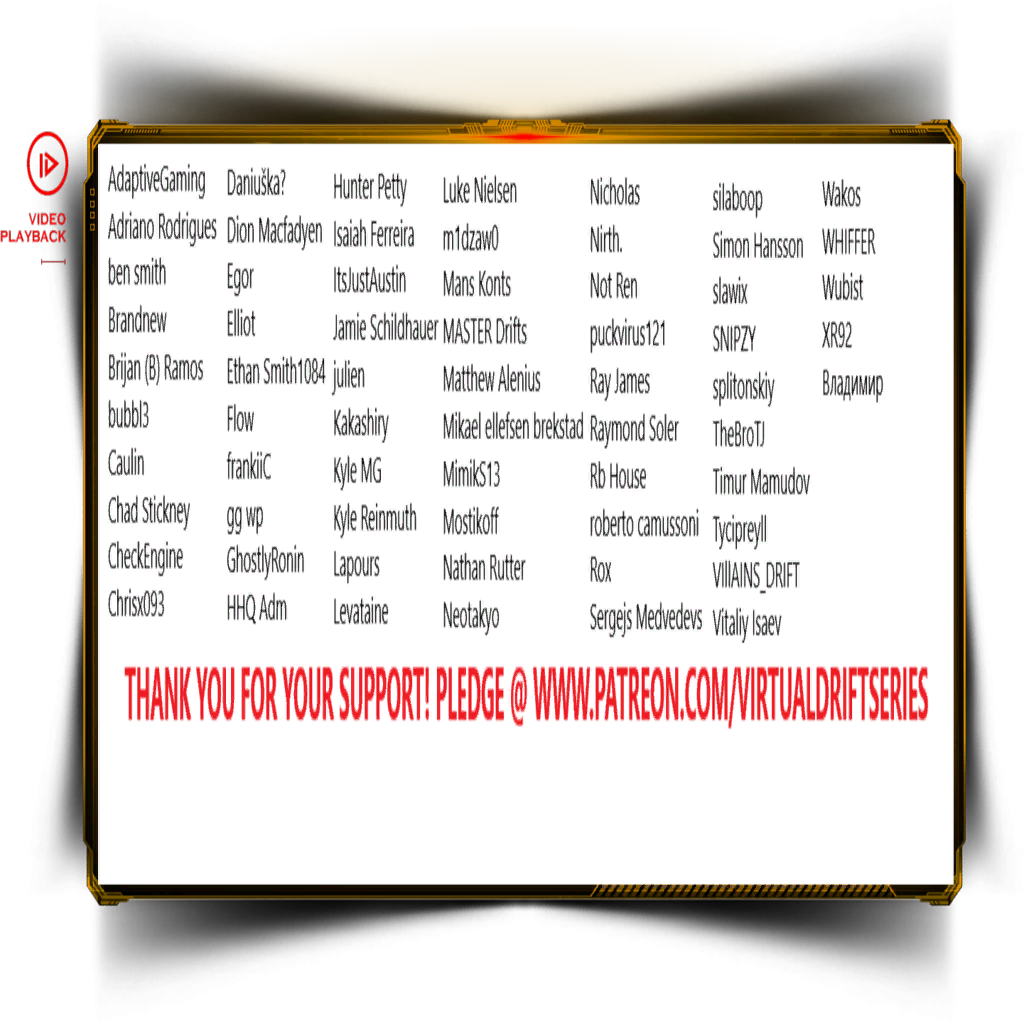 VIDEO
PLAYBACK
AdaptiveGaming
Adriano Rodrigues
ben smith
Brandnew
Brijan (B) Ramos
bubbl3
Caulin
Chad Stickney
CheckEngine
Chrisx093
Daniuška?
Dion Macfadyen
Egor
Elliot
Ethan Smith1084
Flow
frankiiC
gg wp
GhostlyRonin
HHQ Adm
Hunter Petty
Isaiah Ferreira
ItsJustAustin
Jamie Schildhauer
julien
Kakashiry
Kyle MG
Kyle Reinmuth
Lapours
Levataine
Luke Nielsen
m1dzaw0
Mans Konts
MASTER Drifts
Matthew Alenius
Mikael ellefsen brekstad
MimikS13
Mostikoff
Nathan Rutter
Neotakyo
Nicholas
Nirth.
Not Ren
puckvirus121
Ray James
Raymond Soler
Rb House
roberto camussoni
Rox
Sergejs Medvedevs
silaboop
Simon Hansson
slawix
SNIPZY
splitonskiy
TheBroTJ
Timur Mamudov
Tycipreyll
VIllAINS_DRIFT
Vitaliy Isaev
Wakos
WHIFFER
Wubist
XR92
Владимир
THANK YOU FOR YOUR SUPPORT! PLEDGE @ WWW.PATREON.COM/VIRTUALDRIFTSERIES